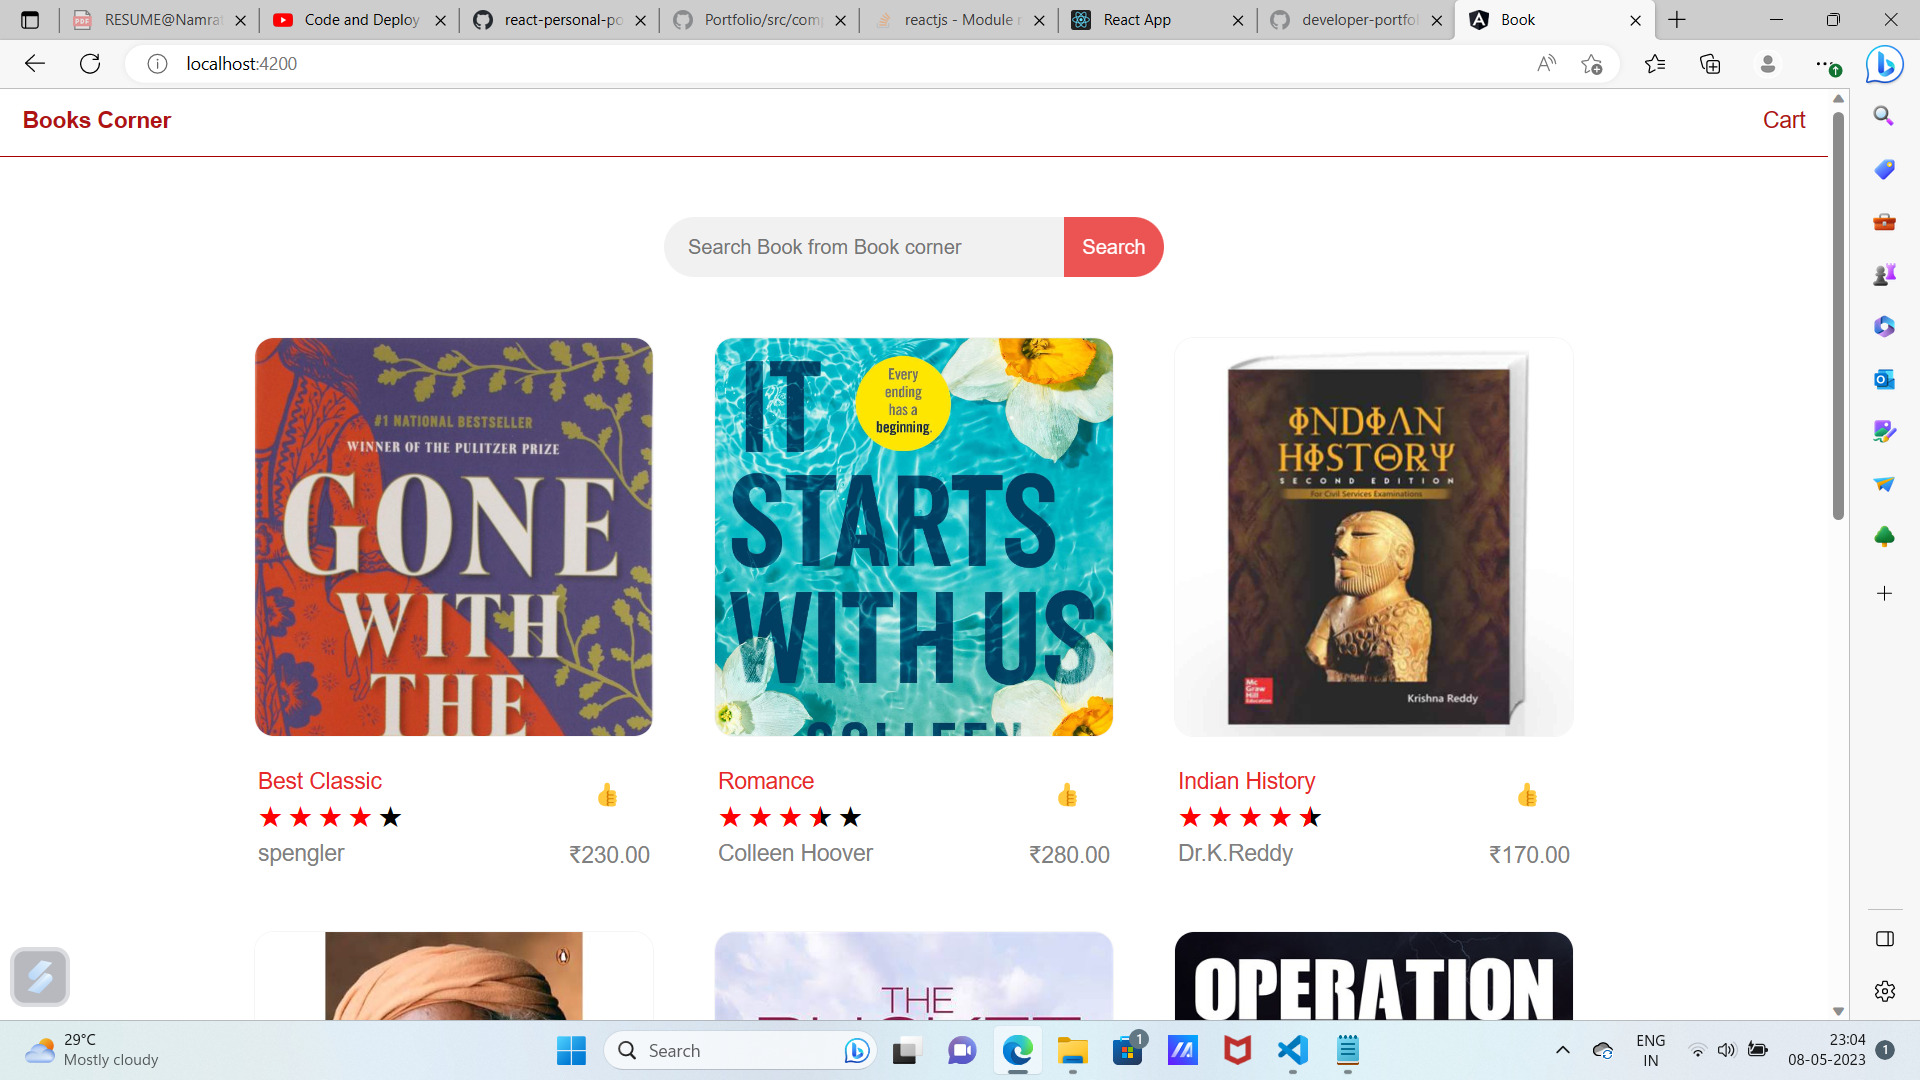 RESUME@Namra
Code and Deploy
react-personal-po
Portfolio/src/comp
reactjs - Module n
React App
developer-portfol
Book
localhost:4200
Books Corner
Cart
Search Book from Book corner
Search
#1 NATIONAL BESTSELLER
WINNER OF THE PULITZER PRIZE
GONE
WITH
THE
IT
STARTS
WITH US
Every
ending
has a
beginning.
INDIAN
HISTORY
SECOND EDITION
For Civil Services Examinations
Mc
Graw
Hill
Education
Krishna Reddy
Best Classic
spengler
₹230.00
Romance
Colleen Hoover
₹280.00
Indian History
Dr.K.Reddy
₹170.00
THE
OPERATION
29°C
Mostly cloudy
Search
1
ENG
IN
23:04
08-05-2023
1